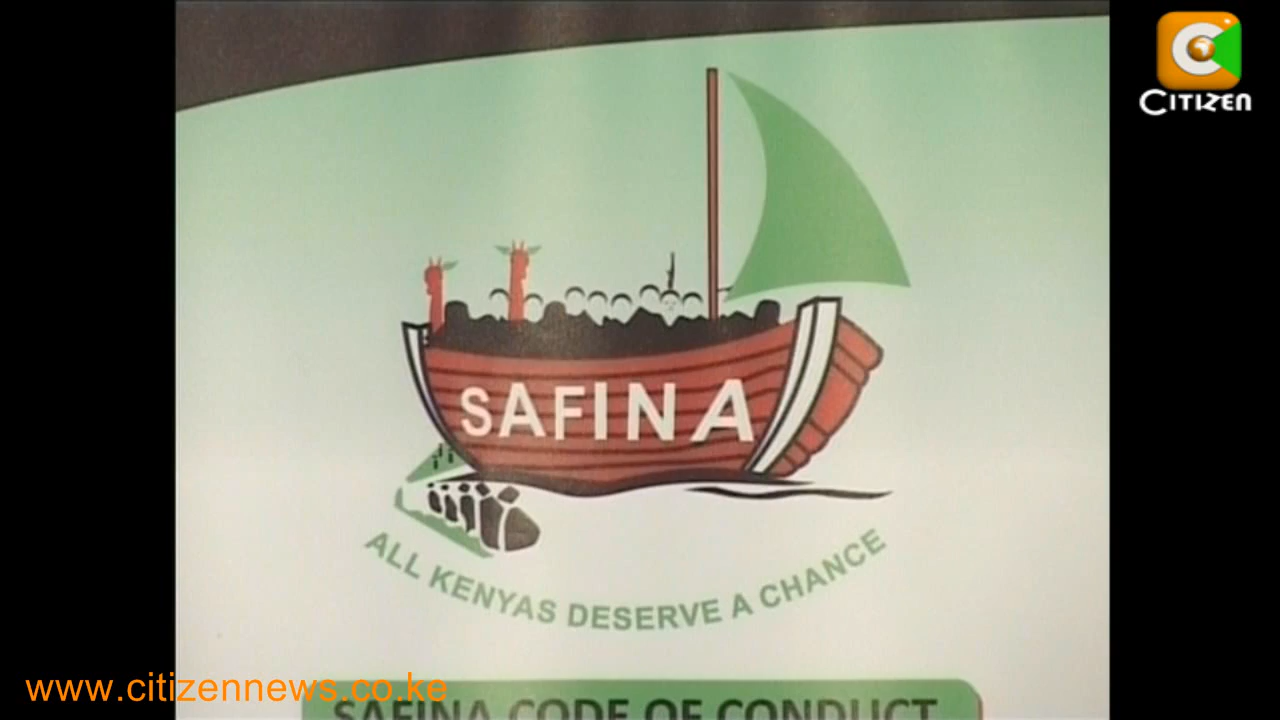 CITIZEN
SAFINA
ALL KENYAS DESERVE A CHANCE
www.citizennews.co.ke
SAFINA CODE OF CONDUCT